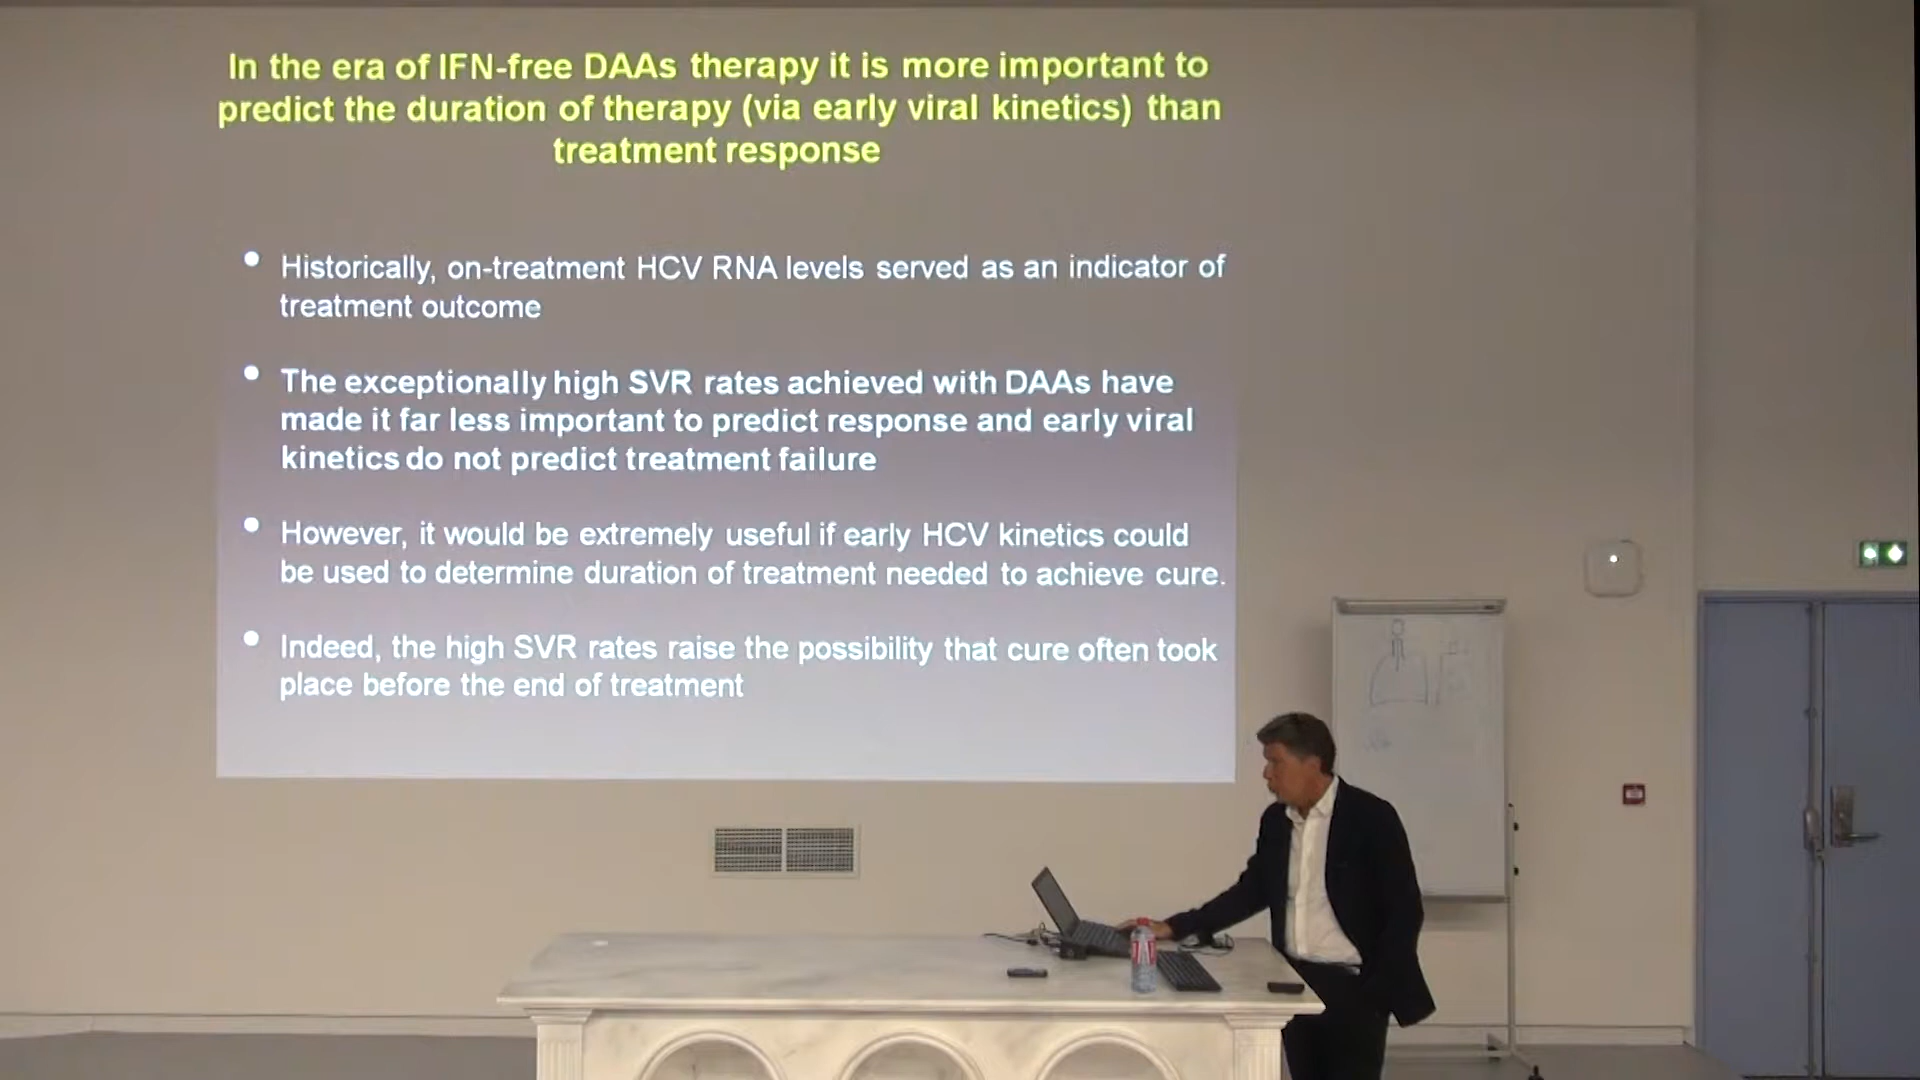 In the era of IFN-free DAAs therapy it is more important to
predict the duration of therapy (via early viral kinetics) than
treatment response
• Historically, on-treatment HCV RNA levels served as an indicator of
treatment outcome
• The exceptionally high SVR rates achieved with DAAs have
made it far less important to predict response and early viral
kinetics do not predict treatment failure
• However, it would be extremely useful if early HCV kinetics could
be used to determine duration of treatment needed to achieve cure.
• Indeed, the high SVR rates raise the possibility that cure often took
place before the end of treatment